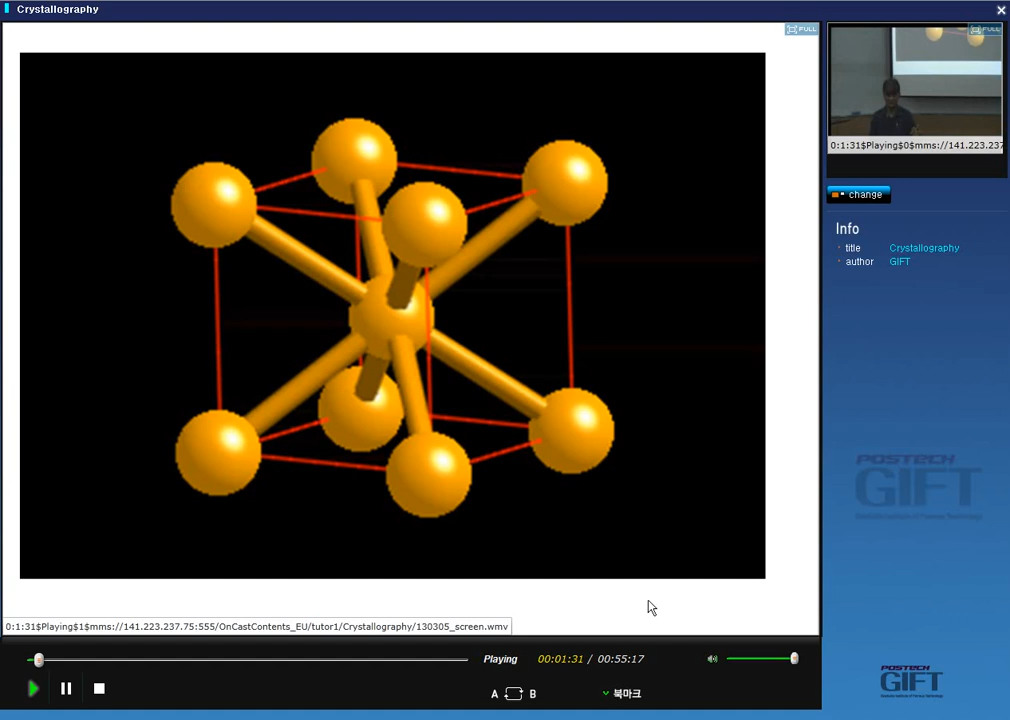 Crystallography
FULL
FULL
0:1:31$Playing$0$mms://141.223.237
change
Info
title Crystallography
author GIFT
POSTECH
GIFT
0:1:31$Playing$1$mms://141.223.237.75:555/OnCastContents_EU/tutor1/Crystallography/130305_screen.wmv
Playing 00:01:31 / 00:55:17
A B 북마크
POSTECH
GIFT